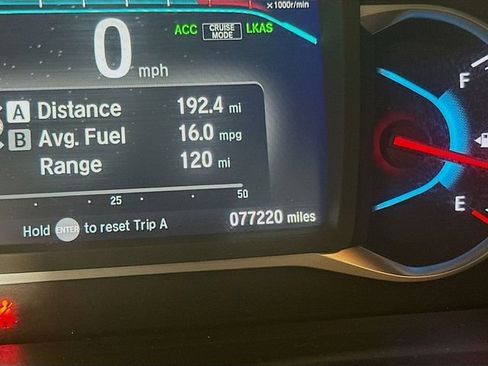 ×1000r/min
0 mph
ACC CRUISE MODE LKAS
A Distance 192.4 mi
B Avg. Fuel 16.0 mpg
Range 120 mi
25 50
Hold ENTER to reset Trip A
077220 miles
F
E